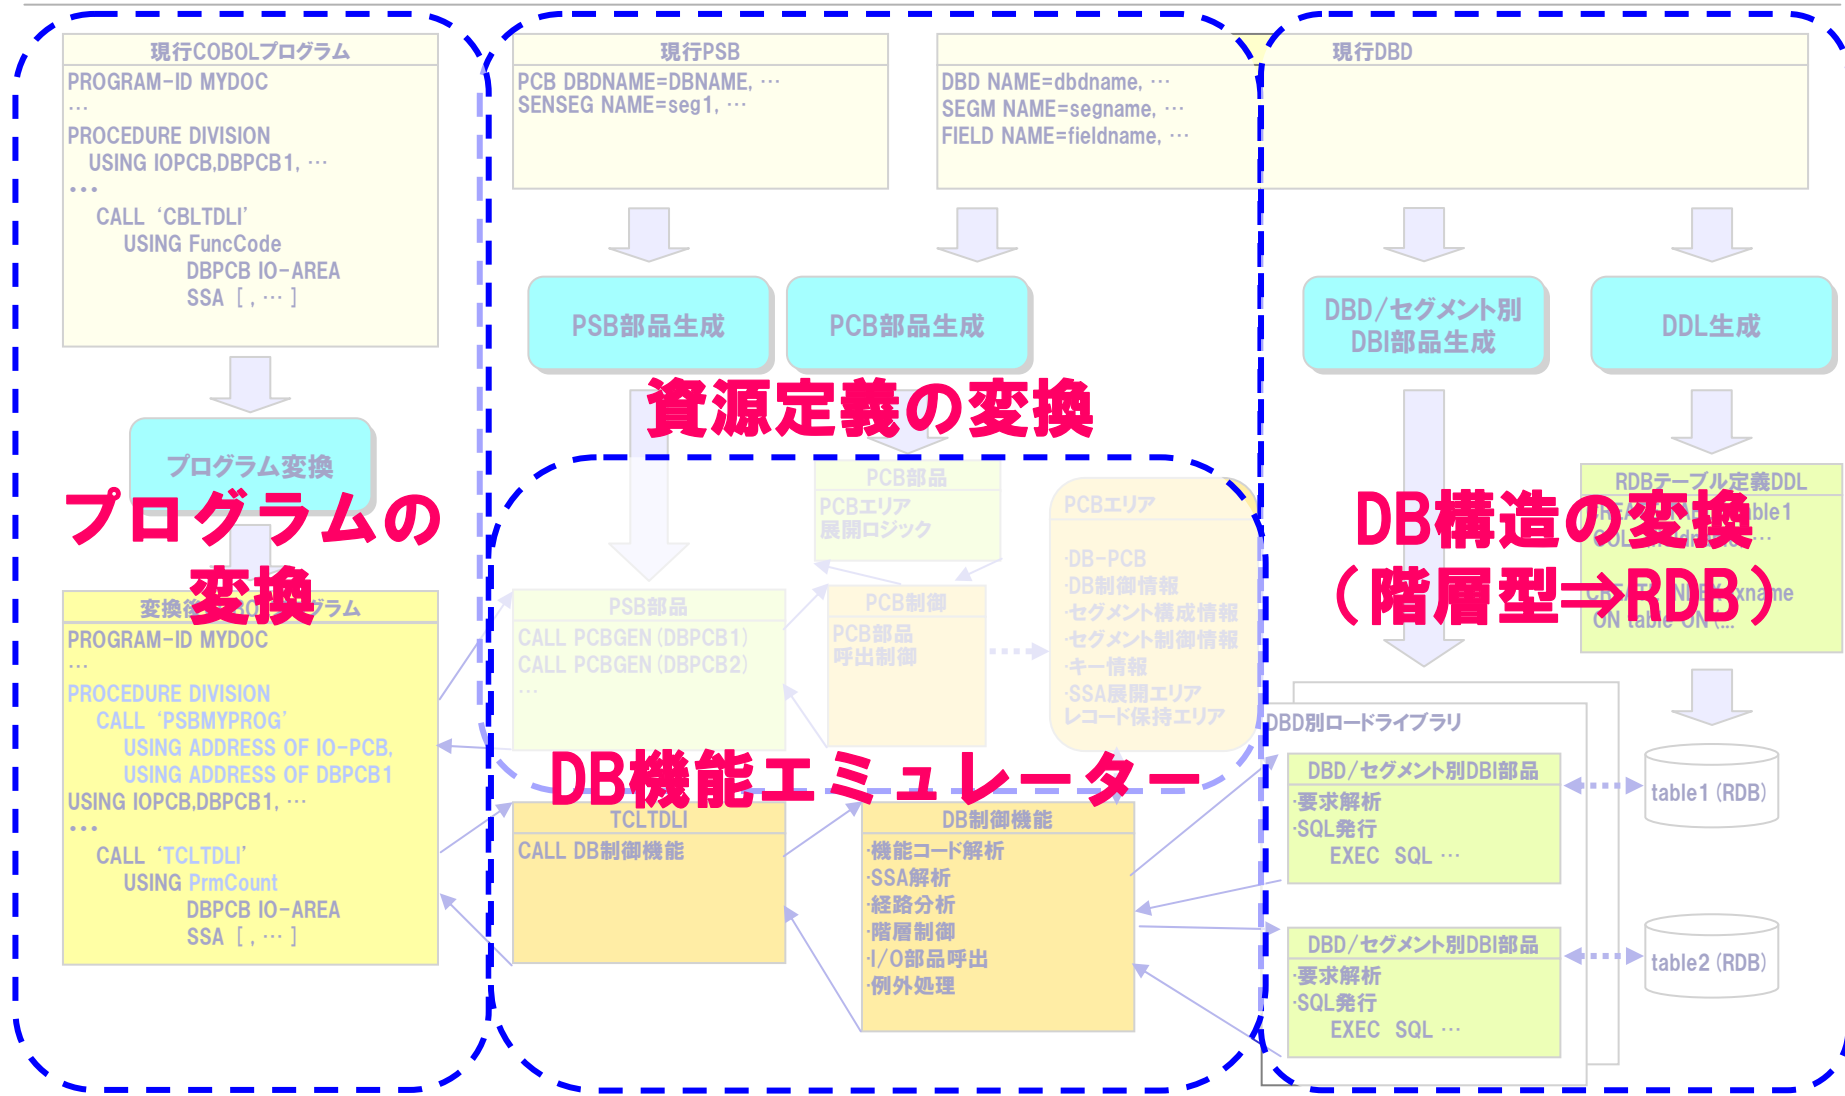 現行COBOLプログラム
PROGRAM-ID MYDOC
…
PROCEDURE DIVISION
USING IOPCB,DBPCB1, …
…
CALL ‘CBLTDLI’
USING FuncCode
DBPCB IO-AREA
SSA [ , … ]
プログラム変換
プログラムの
変換
PROGRAM-ID MYDOC
…
PROCEDURE DIVISION
CALL ‘PSBMYPROG’
USING ADDRESS OF IO-PCB,
USING ADDRESS OF DBPCB1
USING IOPCB,DBPCB1, …
…
CALL ‘TCLTDLI’
USING PrmCount
DBPCB IO-AREA
SSA [ , … ]
現行PSB
PCB DBDNAME=DBNAME, …
SENSEG NAME=seg1, …
現行DBD
DBD NAME=dbdname, …
SEGM NAME=segname, …
FIELD NAME=fieldname, …
PSB部品生成
PCB部品生成
資源定義の変換
PCB部品
PCBエリア
展開ロジック
PSB部品
CALL PCBGEN(DBPCB1)
CALL PCBGEN(DBPCB2)
…
PCB制御
PCB部品
呼出制御
PCBエリア
・DB-PCB
・DB制御情報
・セグメント構成情報
・セグメント制御情報
・キー情報
・SSA展開エリア
レコード保持エリア
DB機能エミュレーター
TCLTDLI
CALL DB制御機能
DB制御機能
・機能コード解析
・SSA解析
・経路分析
・階層制御
・I/O部品呼出
・例外処理
DBD/セグメント別
DBI部品生成
DDL生成
DB構造の変換
（階層型⇒RDB）
RDBテーブル定義DDL
ON table ON (...
DBD別ロードライブラリ
DBD/セグメント別DBI部品
・要求解析
・SQL発行
EXEC SQL …
table1(RDB)
DBD/セグメント別DBI部品
・要求解析
・SQL発行
EXEC SQL …
table2(RDB)